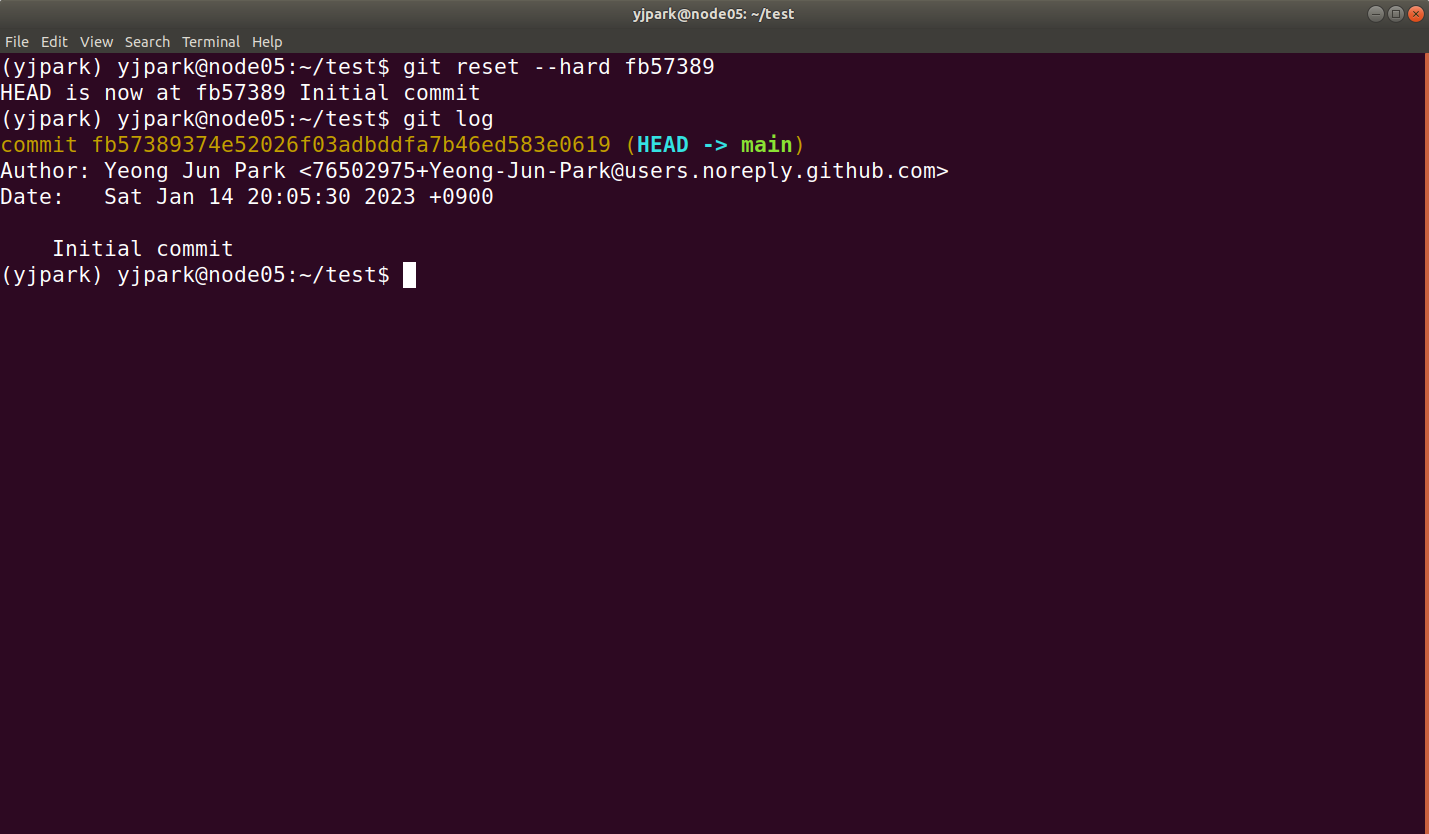 yjpark@node05: ~/test
File Edit View Search Terminal Help
(yjpark) yjpark@node05:~/test$ git reset --hard fb57389
HEAD is now at fb57389 Initial commit
(yjpark) yjpark@node05:~/test$ git log
commit fb57389374e52026f03adbddfa7b46ed583e0619 (HEAD -> main)
Author: Yeong Jun Park <76502975+Yeong-Jun-Park@users.noreply.github.com>
Date:   Sat Jan 14 20:05:30 2023 +0900
    Initial commit
(yjpark) yjpark@node05:~/test$